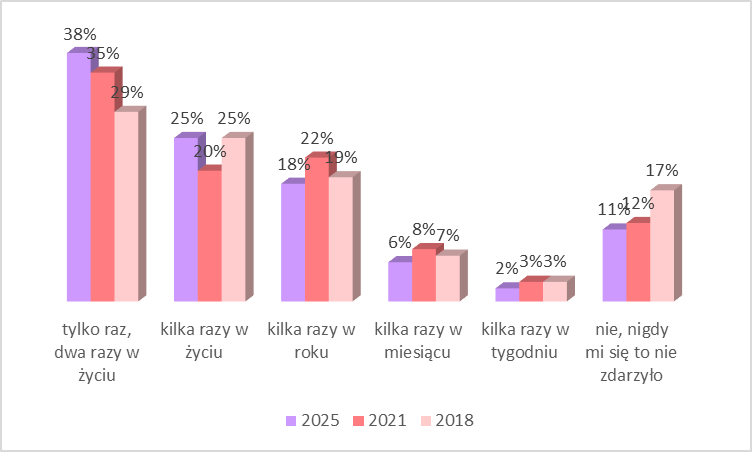 38%
35%
29%
25%
20%
25%
18%
22%
19%
6%
8%
7%
2%
3%
3%
11%
12%
17%
tylko raz,
dwa razy w
życiu
kilka razy w
życiu
kilka razy w
roku
kilka razy w
miesiącu
kilka razy w
tygodniu
nie, nigdy
mi się to nie
zdarzyło
2025 2021 2018